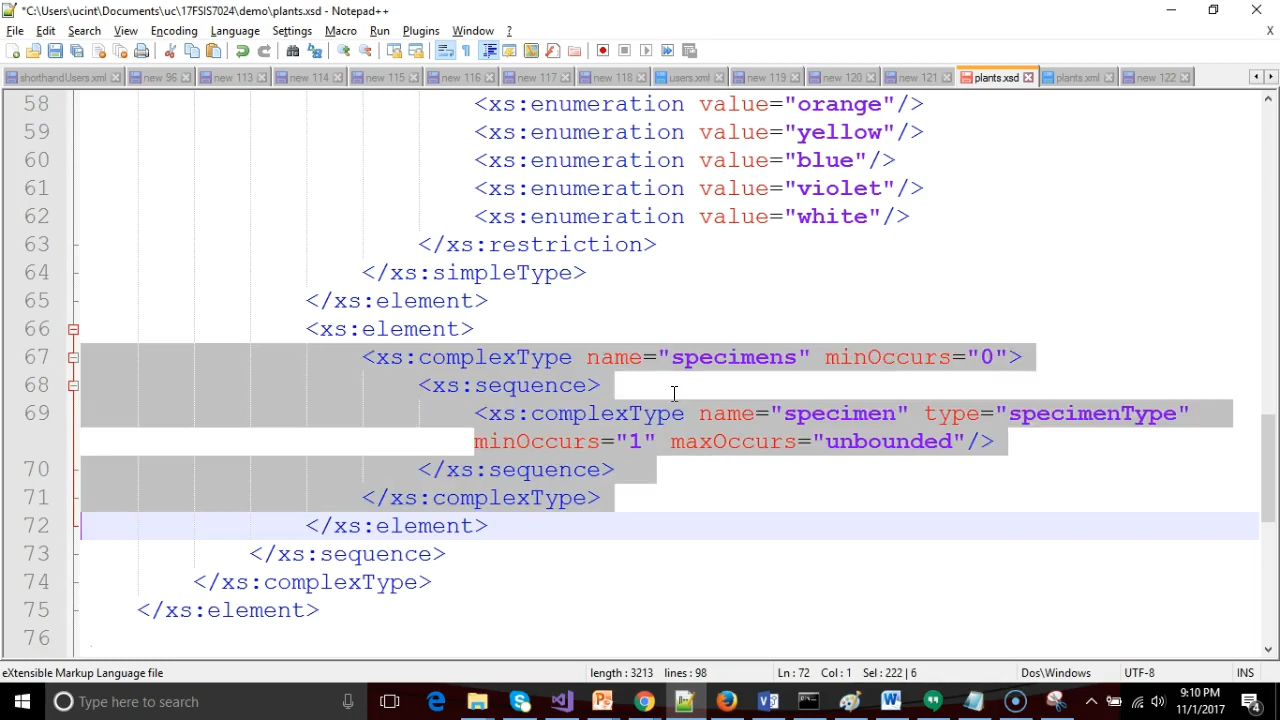 *C:\Users\ucint\Documents\uc\17FSIS7024\demo\plants.xsd - Notepad++
File Edit Search View Encoding Language Settings Macro Run Plugins Window ? X
shorthandUsers.xml new 96 new 113 new 114 new 115 new 116 new 117 new 118 users.xml new 119 new 120 new 121 plants.xsd plants.xml new 122
58 <xs:enumeration value="orange"/>
59 <xs:enumeration value="yellow"/>
60 <xs:enumeration value="blue"/>
61 <xs:enumeration value="violet"/>
62 <xs:enumeration value="white"/>
63 </xs:restriction>
64 </xs:simpleType>
65 </xs:element>
66 <xs:element>
67 <xs:complexType name="specimens" minOccurs="0">
68 <xs:sequence>
69 <xs:complexType name="specimen" type="specimenType"
minOccurs="1" maxOccurs="unbounded"/>
70 </xs:sequence>
71 </xs:complexType>
72 </xs:element>
73 </xs:sequence>
74 </xs:complexType>
75 </xs:element>
76
eXtensible Markup Language file length : 3213 lines : 98 Ln : 72 Col : 1 Sel : 222 | 6 Dos\Windows UTF-8 INS
Type here to search
9:10 PM
11/1/2017
4